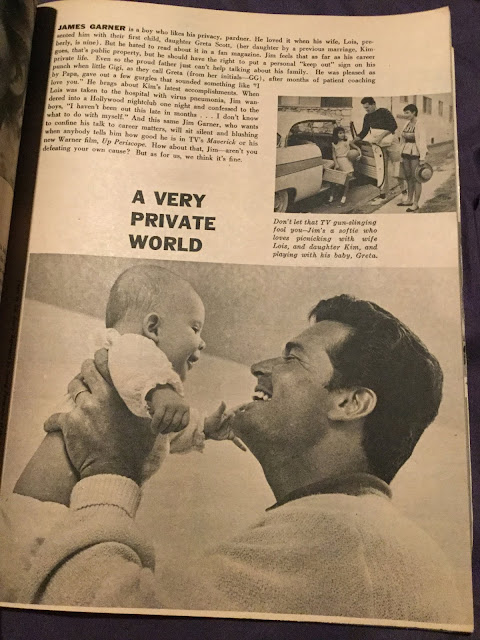 JAMES GARNER is a boy who likes his privacy, pardner. He loved it when his wife, Lois, pre-
sented him with their first child, daughter Greta Scott, (her daughter by a previous marriage, Kim-
berly, is nine). But he hated to read about it in a fan magazine. Jim feels that as far as his career
goes, that's public property, but he should have the right to put a personal "keep out" sign on his
private life. Even so the proud father just can't help talking about his family. He was pleased as
punch when little Gigi, as they call Greta (from her initials—GG), after months of patient coaching
by Papa, gave out a few gurgles that sounded something like "I
love you." He brags about Kim's latest accomplishments. When
Lois was taken to the hospital with virus pneumonia, Jim wan-
dered into a Hollywood nightclub one night and confessed to the
boys, "I haven't been out this late in months . . . I don't know
what to do with myself." And this same Jim Garner, who wants
to confine his talk to career matters, will sit silent and blushing
when anybody tells him how good he is in TV's Maverick or his
new Warner film, Up Periscope. How about that, Jim—aren't you
defeating your own cause? But as for us, we think it's fine.
A VERY
PRIVATE
WORLD
Don't let that TV gun-slinging
fool you—Jim's a softie who
loves picnicking with wife
Lois, and daughter Kim, and
playing with his baby, Greta.